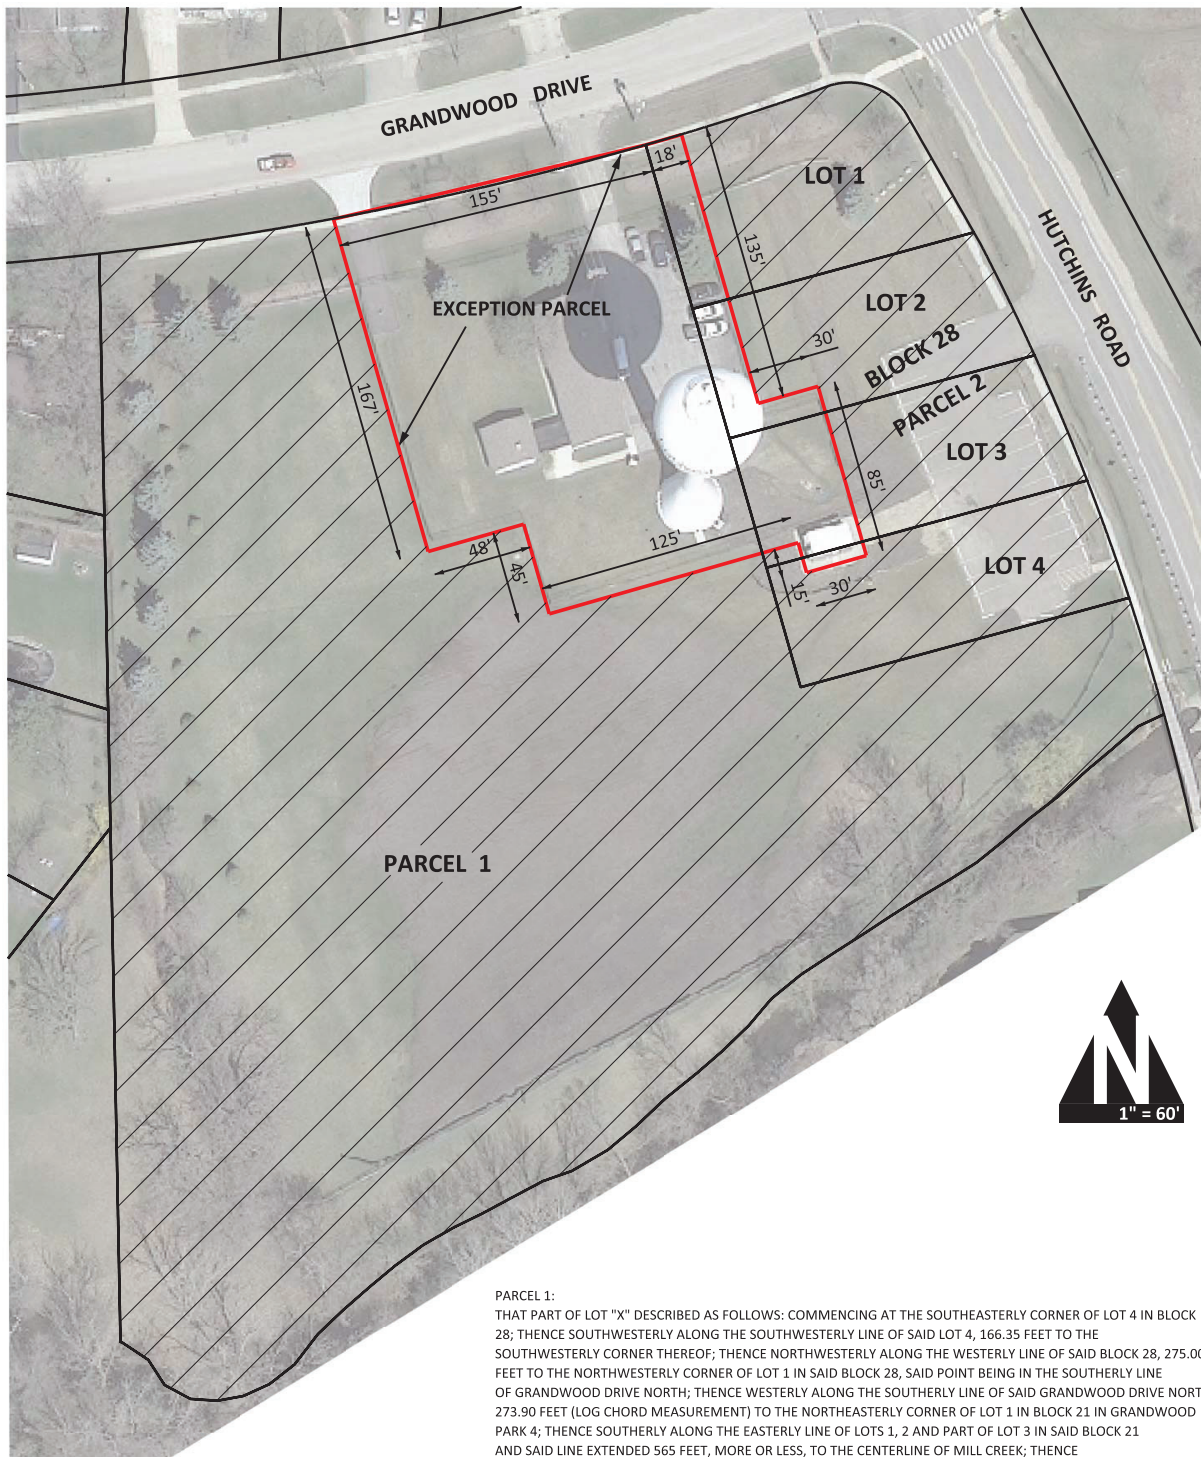 GRANDWOOD DRIVE
18'
155'
LOT 1
135'
HUTCHINS ROAD
EXCEPTION PARCEL
LOT 2
30'
BLOCK 28
167'
PARCEL 2
LOT 3
85'
125'
48'
45'
LOT 4
15'
30'
PARCEL 1
N
1" = 60'
PARCEL 1:
THAT PART OF LOT "X" DESCRIBED AS FOLLOWS: COMMENCING AT THE SOUTHEASTERLY CORNER OF LOT 4 IN BLOCK
28; THENCE SOUTHWESTERLY ALONG THE SOUTHWESTERLY LINE OF SAID LOT 4, 166.35 FEET TO THE
SOUTHWESTERLY CORNER THEREOF; THENCE NORTHWESTERLY ALONG THE WESTERLY LINE OF SAID BLOCK 28, 275.00
FEET TO THE NORTHWESTERLY CORNER OF LOT 1 IN SAID BLOCK 28, SAID POINT BEING IN THE SOUTHERLY LINE
OF GRANDWOOD DRIVE NORTH; THENCE WESTERLY ALONG THE SOUTHERLY LINE OF SAID GRANDWOOD DRIVE NORT
273.90 FEET (LOG CHORD MEASUREMENT) TO THE NORTHEASTERLY CORNER OF LOT 1 IN BLOCK 21 IN GRANDWOOD
PARK 4; THENCE SOUTHERLY ALONG THE EASTERLY LINE OF LOTS 1, 2 AND PART OF LOT 3 IN SAID BLOCK 21
AND SAID LINE EXTENDED 565 FEET, MORE OR LESS, TO THE CENTERLINE OF MILL CREEK; THENCE